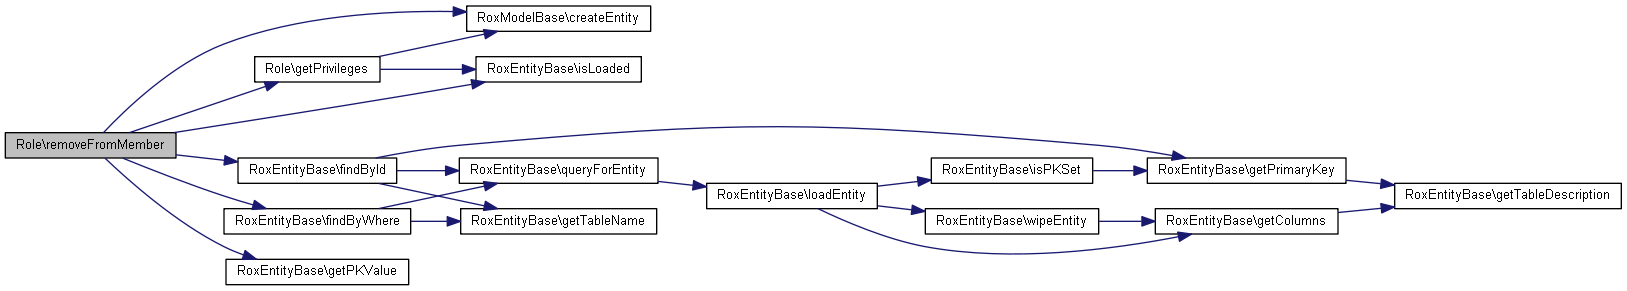 RoxModelBase\createEntity
Role\getPrivileges
RoxEntityBase\isLoaded
Role\removeFromMember
RoxEntityBase\findById
RoxEntityBase\queryForEntity
RoxEntityBase\isPKSet
RoxEntityBase\getPrimaryKey
RoxEntityBase\loadEntity
RoxEntityBase\getTableDescription
RoxEntityBase\findByWhere
RoxEntityBase\getTableName
RoxEntityBase\wipeEntity
RoxEntityBase\getColumns
RoxEntityBase\getPKValue